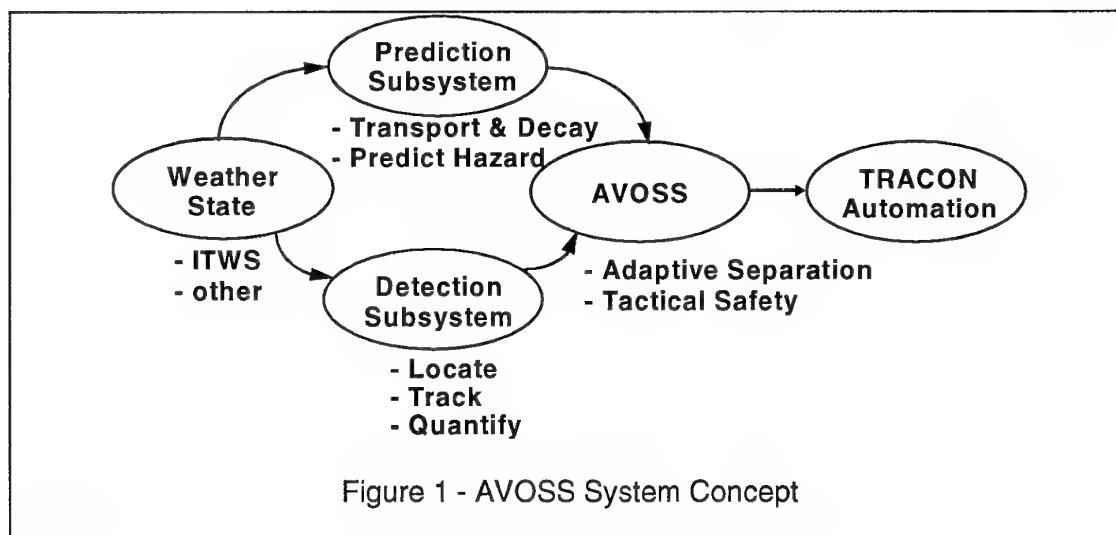 Prediction
Subsystem
- Transport & Decay
- Predict Hazard
Weather
State
- ITWS
- other
AVOSS
- Adaptive Separation
- Tactical Safety
TRACON
Automation
Detection
Subsystem
- Locate
- Track
- Quantify
Figure 1 - AVOSS System Concept